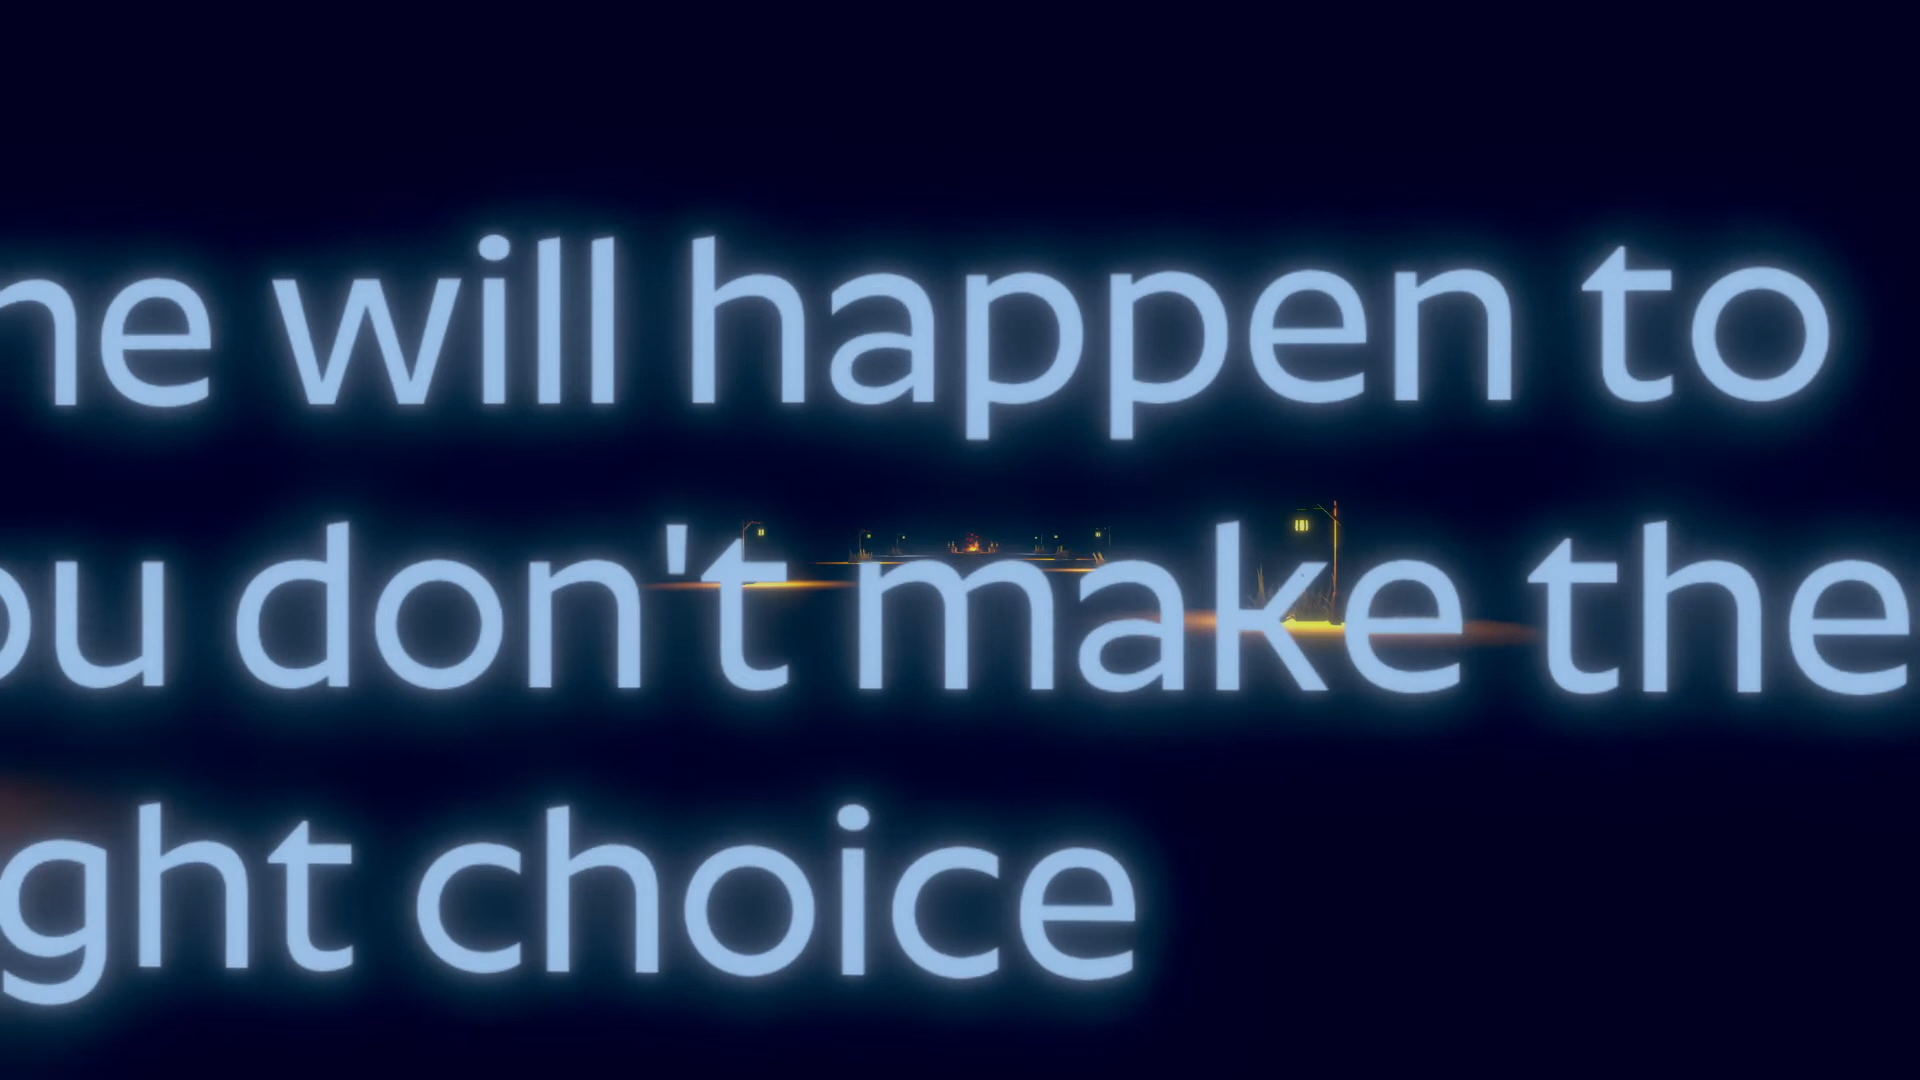 ne will happen to
ou don't make the
ght choice